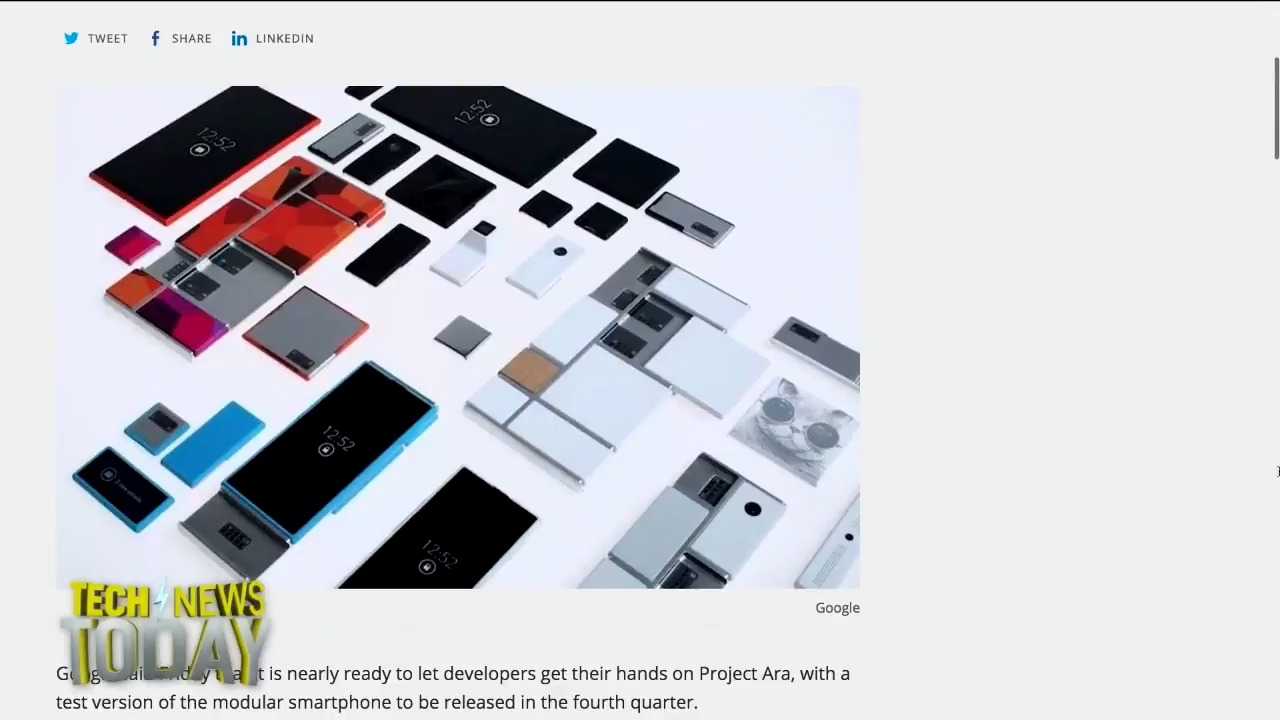 TWEET SHARE LINKEDIN
12:52
12:52
12 52
12:52
Google
TECH NEWS
TODAY
is nearly ready to let developers get their hands on Project Ara, with a
test version of the modular smartphone to be released in the fourth quarter.